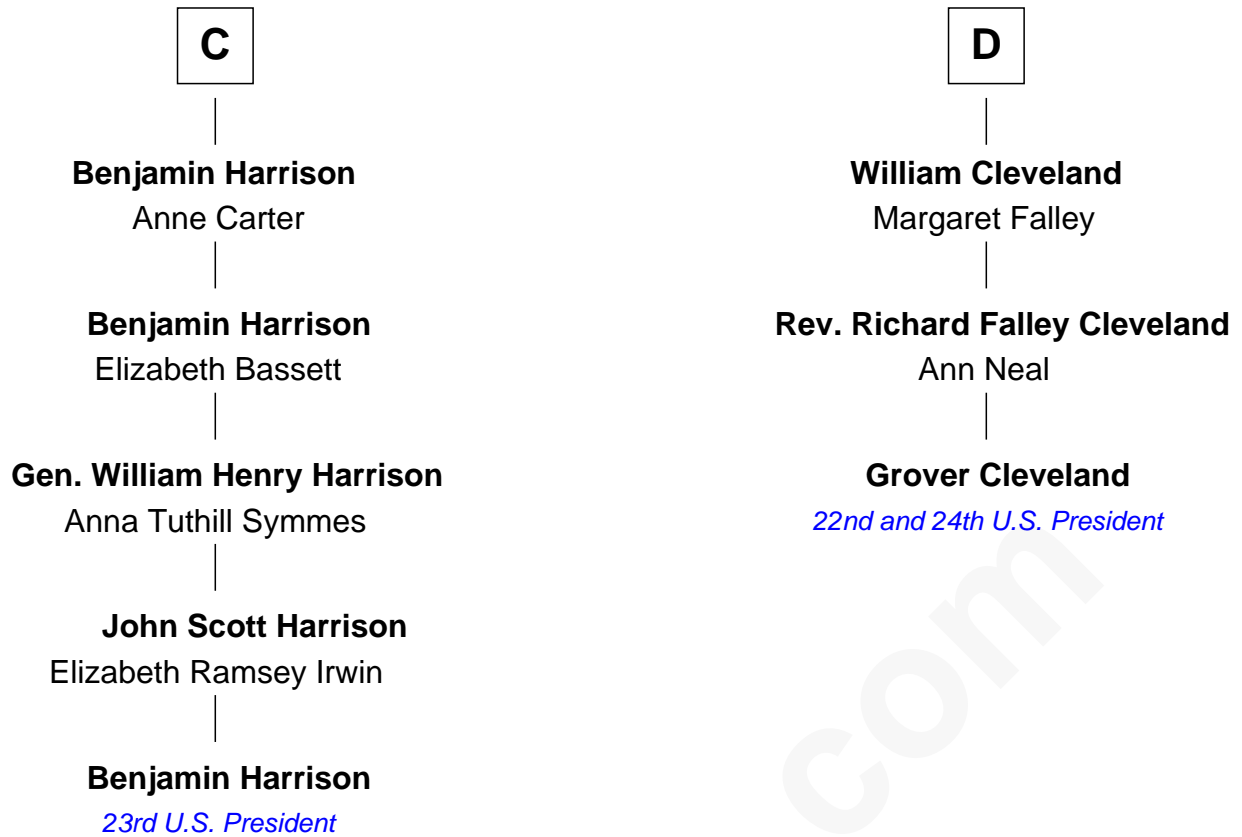 C
Benjamin Harrison
Anne Carter
Benjamin Harrison
Elizabeth Bassett
Gen. William Henry Harrison
Anna Tuthill Symmes
John Scott Harrison
Elizabeth Ramsey Irwin
Benjamin Harrison
23rd U.S. President
D
William Cleveland
Margaret Falley
Rev. Richard Falley Cleveland
Ann Neal
Grover Cleveland
22nd and 24th U.S. President
com